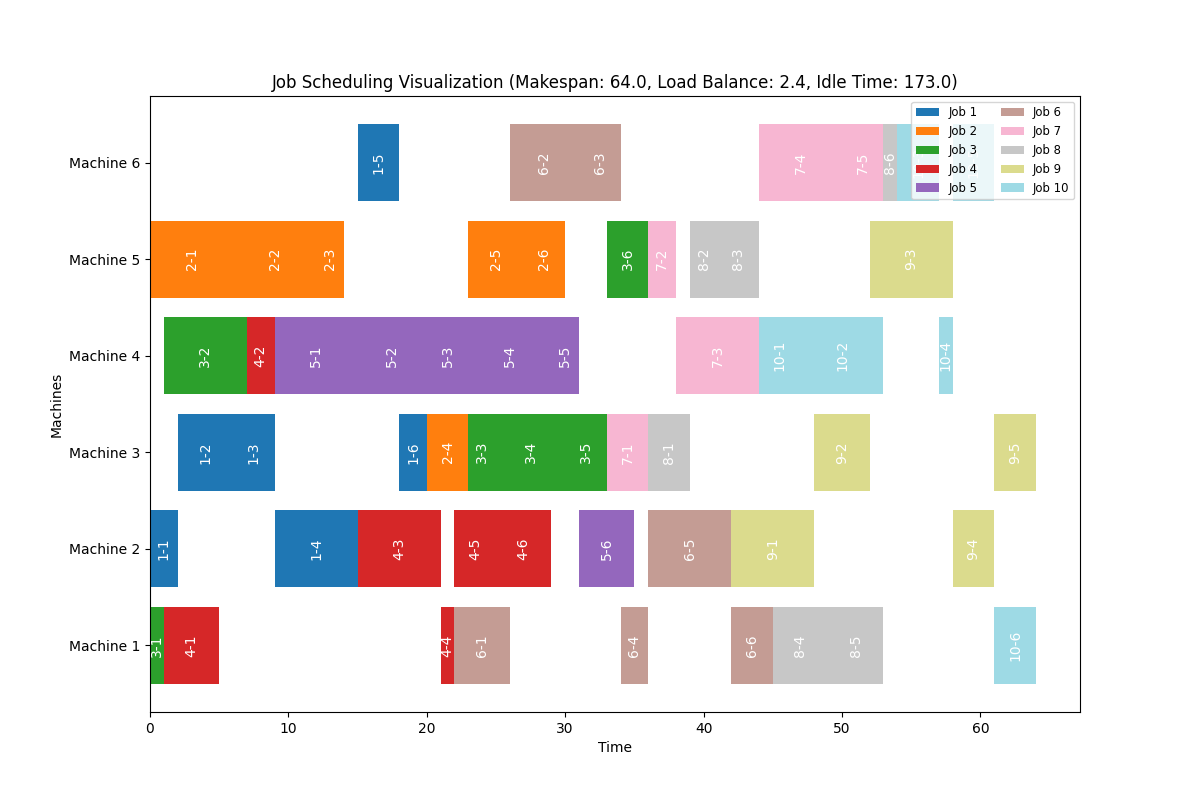 Job Scheduling Visualization (Makespan: 64.0, Load Balance: 2.4, Idle Time: 173.0)
Job 1 Job 6
Job 2 Job 7
Job 3 Job 8
Job 4 Job 9
Job 5 Job 10
Machine 6 1-5 6-2 6-3 7-4 7-5 8-6
Machine 5 2-1 2-2 2-3 2-5 2-6 3-6 7-2 8-2 8-3 9-3
Machine 4 3-2 4-2 5-1 5-2 5-3 5-4 5-5 7-3 10-1 10-2 10-4
Machine 3 1-2 1-3 1-6 2-4 3-3 3-4 3-5 7-1 8-1 9-2 9-5
Machine 2 1-1 1-4 4-3 4-5 4-6 5-6 6-5 9-1 9-4
Machine 1 3-1 4-1 4-4 6-1 6-4 6-6 8-4 8-5 10-6
Machines
0 10 20 30 40 50 60
Time